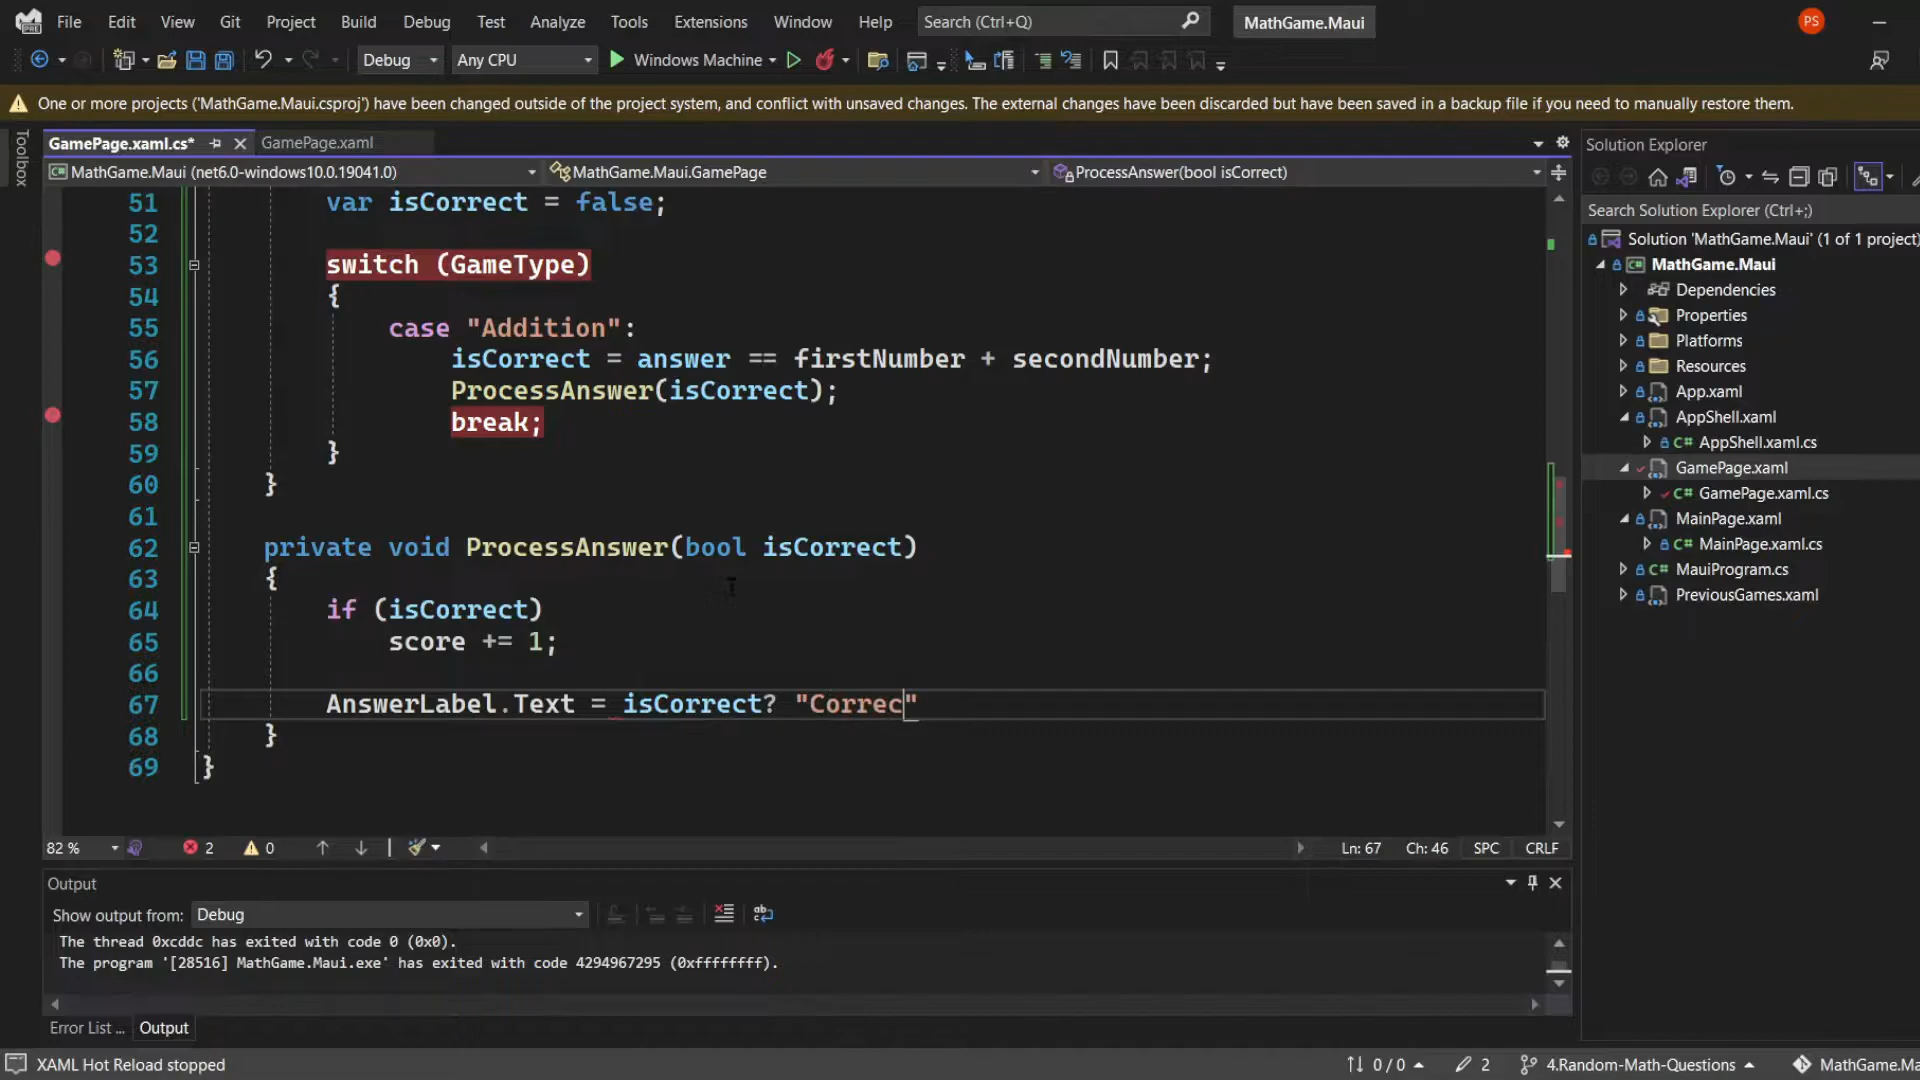 File Edit View Git Project Build Debug Test Analyze Tools Extensions Window Help Search (Ctrl+Q) MathGame.Maui PS
Debug Any CPU Windows Machine
One or more projects ('MathGame.Maui.csproj') have been changed outside of the project system, and conflict with unsaved changes. The external changes have been discarded but have been saved in a backup file if you need to manually restore them.
Toolbox
GamePage.xaml.cs* GamePage.xaml
MathGame.Maui (net6.0-windows10.0.19041.0) MathGame.Maui.GamePage ProcessAnswer(bool isCorrect)
51 var isCorrect = false;
52
53 switch (GameType)
54 {
55 case "Addition":
56 isCorrect = answer == firstNumber + secondNumber;
57 ProcessAnswer(isCorrect);
58 break;
59 }
60 }
61
62 private void ProcessAnswer(bool isCorrect)
63 {
64 if (isCorrect)
65 score += 1;
66
67 AnswerLabel.Text = isCorrect? "Correc"
68 }
69 }
82 % 2 0 Ln: 67 Ch: 46 SPC CRLF
Output
Show output from: Debug
The thread 0xcddc has exited with code 0 (0x0).
The program '[28516] MathGame.Maui.exe' has exited with code 4294967295 (0xffffffff).
Error List ... Output
Solution Explorer
Search Solution Explorer (Ctrl+;)
Solution 'MathGame.Maui' (1 of 1 project)
MathGame.Maui
Dependencies
Properties
Platforms
Resources
App.xaml
AppShell.xaml
AppShell.xaml.cs
GamePage.xaml
GamePage.xaml.cs
MainPage.xaml
MainPage.xaml.cs
MauiProgram.cs
PreviousGames.xaml
XAML Hot Reload stopped 0 / 0 2 4.Random-Math-Questions MathGame.Ma